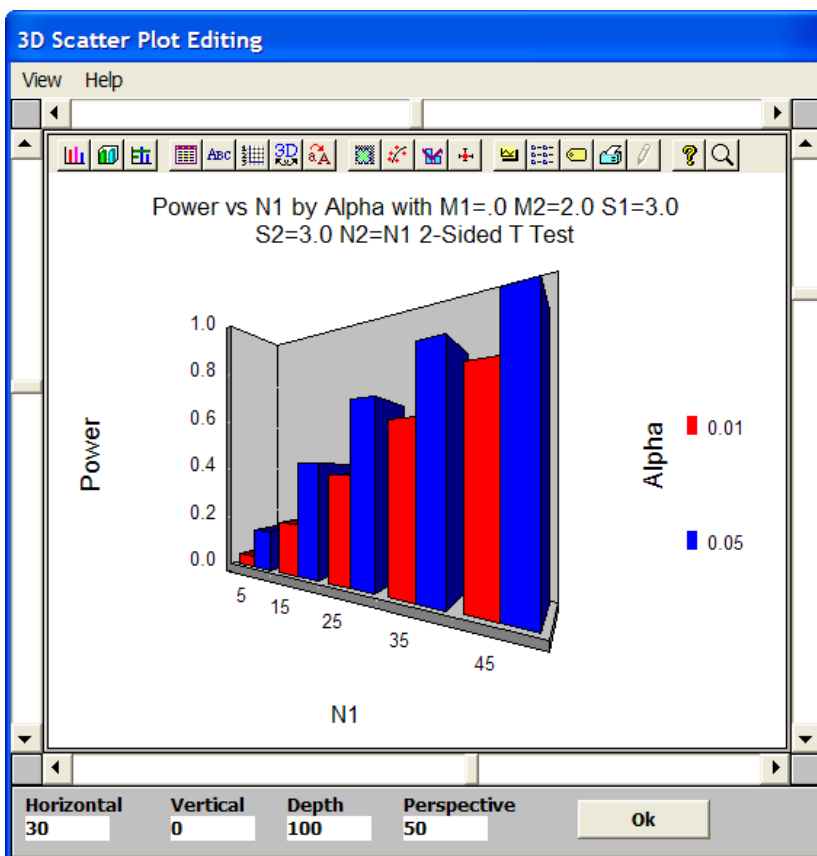 3D Scatter Plot Editing
View Help
ABC 3D aA ?
Power vs N1 by Alpha with M1=.0 M2=2.0 S1=3.0
S2=3.0 N2=N1 2-Sided T Test
1.0
0.8
0.6
0.4
0.2
0.0
Power
5
15
25
35
45
N1
Alpha
0.01
0.05
Horizontal Vertical Depth Perspective
30 0 100 50
Ok